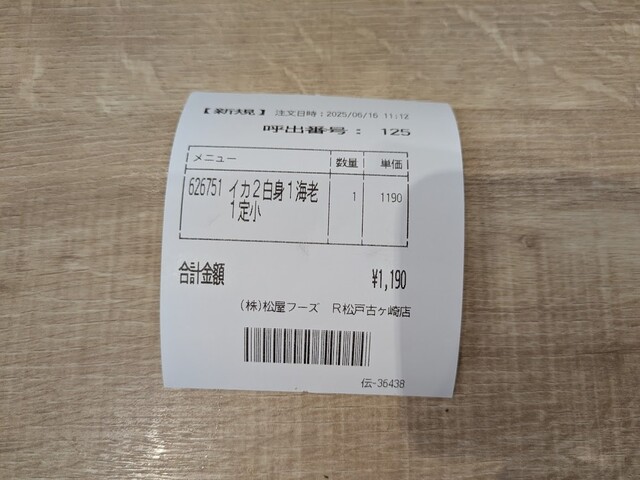 【新規】 注文日時：2025/06/16 11:12
呼出番号： 125
メニュー 数量 単価
626751 イカ２白身１海老 1 1190
１定小
合計金額 ¥1,190
(株)松屋フーズ Ｒ松戸古ヶ崎店
伝-36438